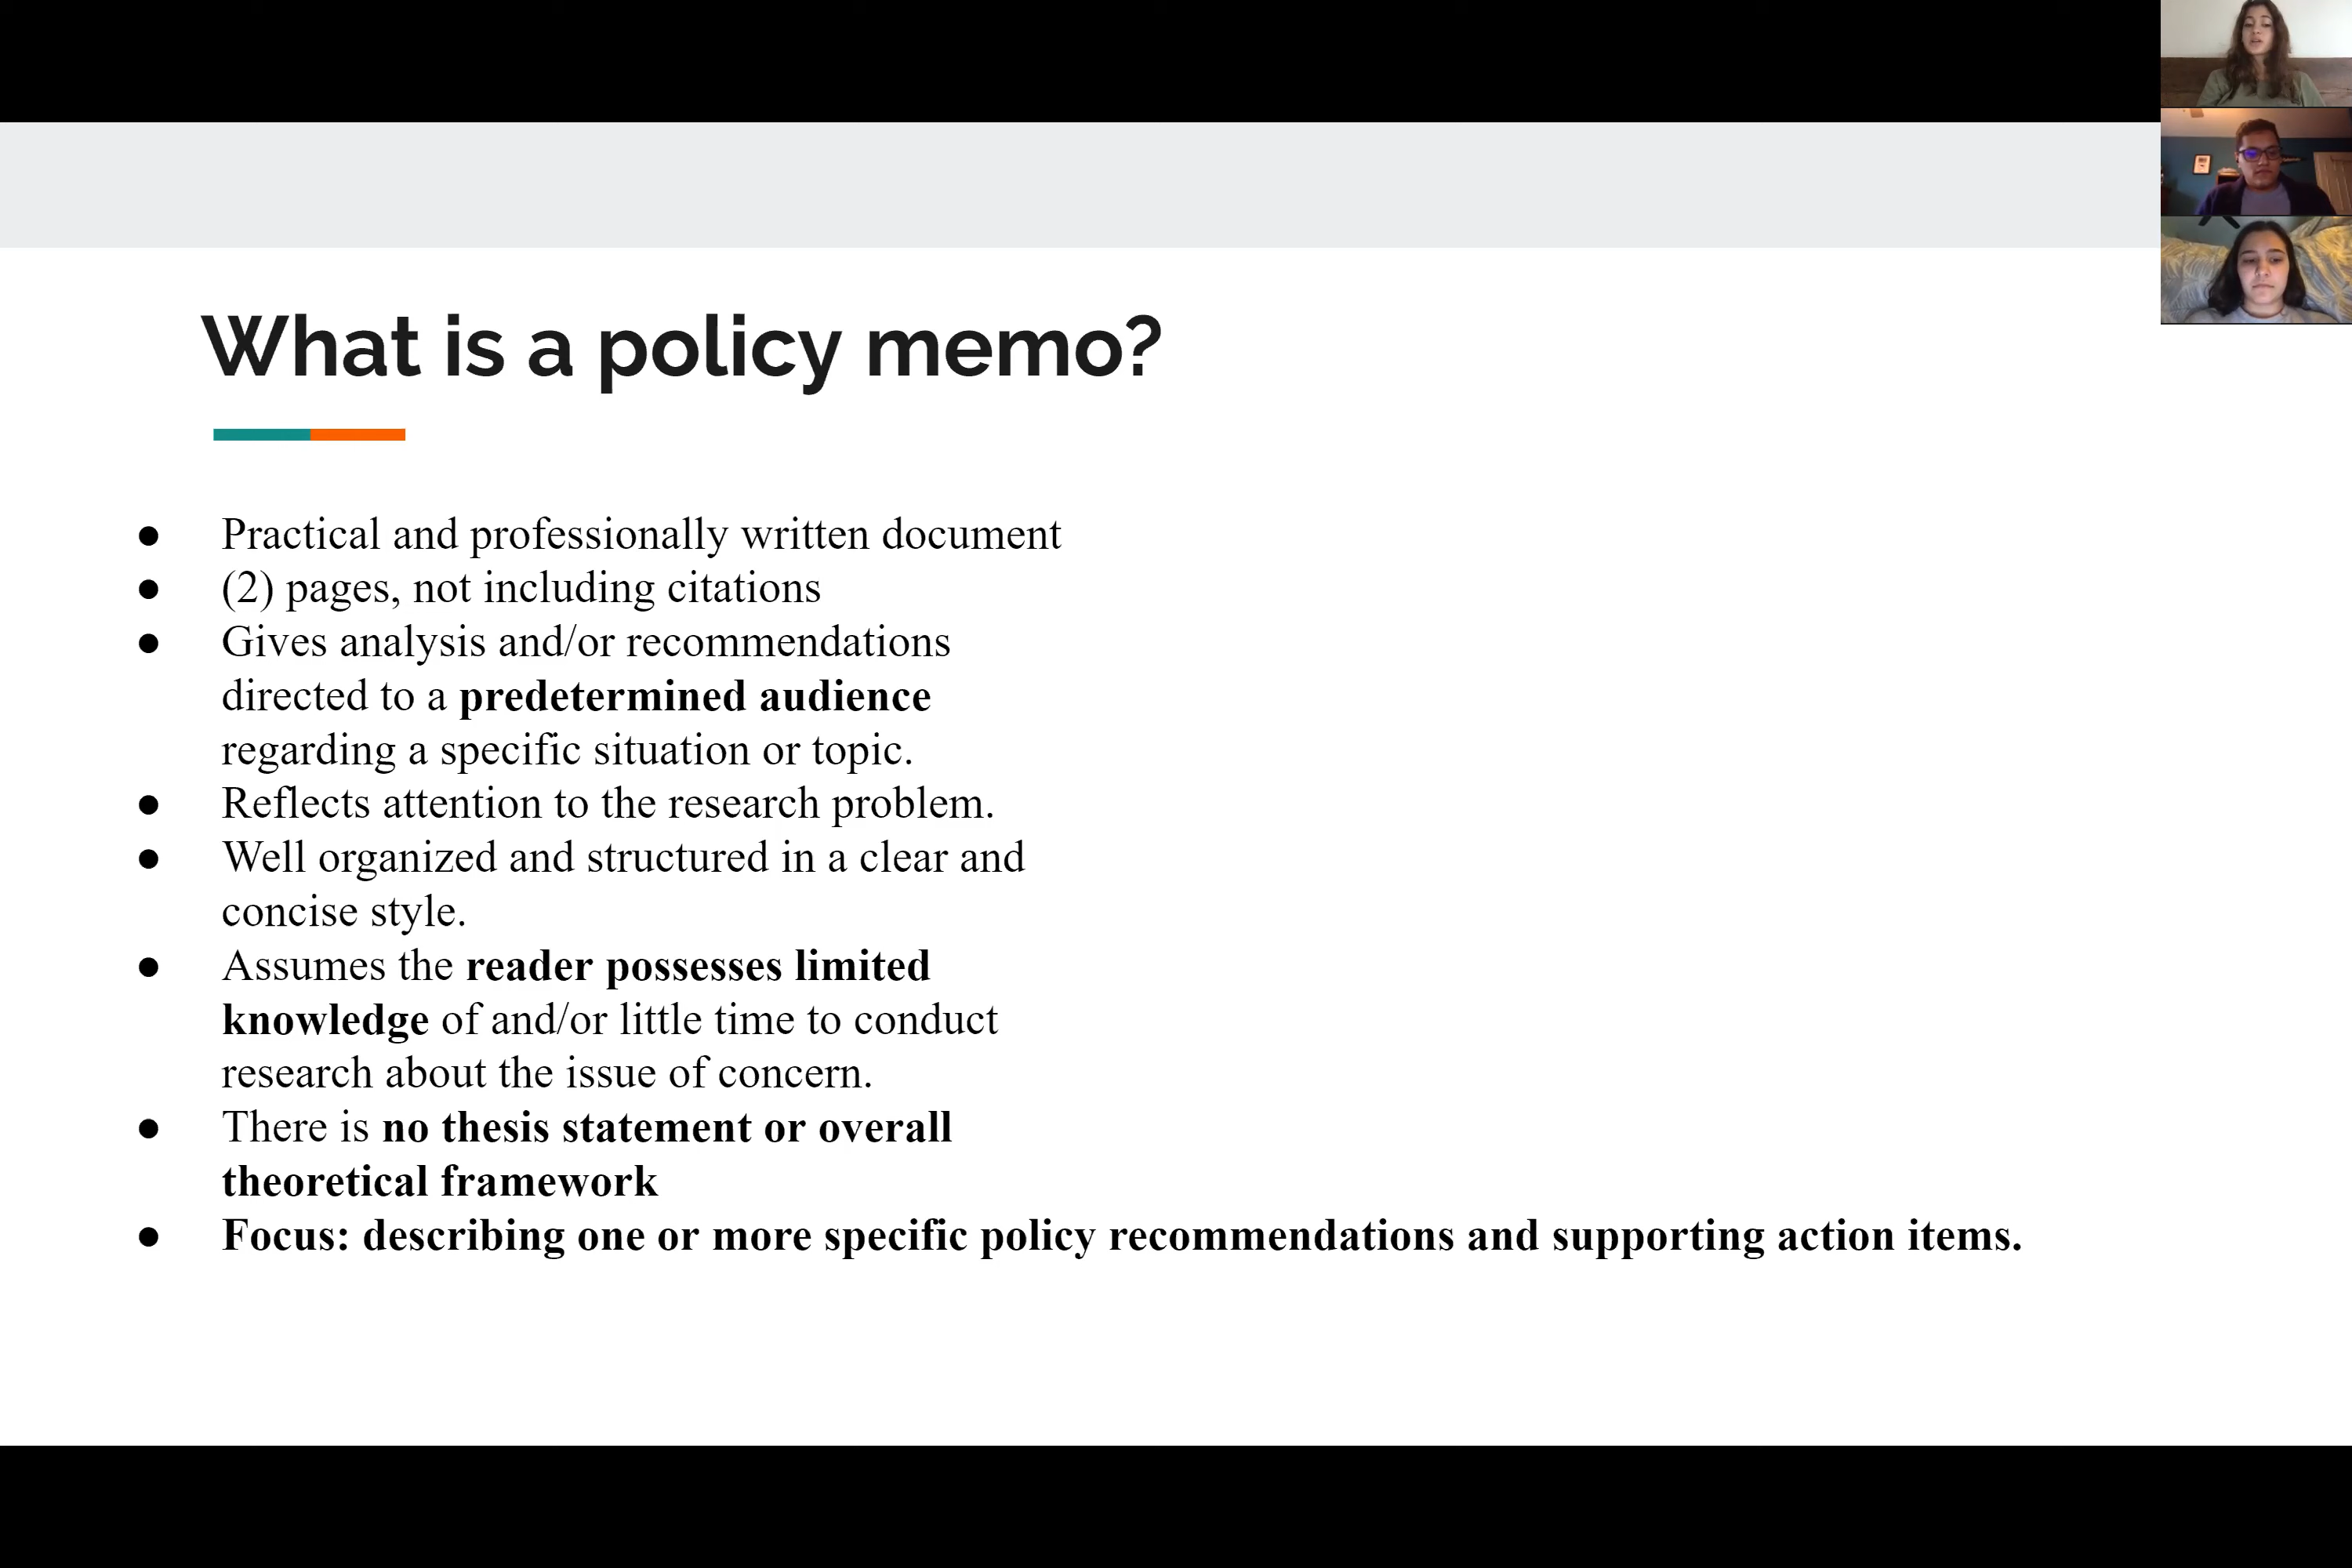 What is a policy memo?
● Practical and professionally written document
● (2) pages, not including citations
● Gives analysis and/or recommendations
directed to a predetermined audience
regarding a specific situation or topic.
● Reflects attention to the research problem.
● Well organized and structured in a clear and
concise style.
● Assumes the reader possesses limited
knowledge of and/or little time to conduct
research about the issue of concern.
● There is no thesis statement or overall
theoretical framework
● Focus: describing one or more specific policy recommendations and supporting action items.